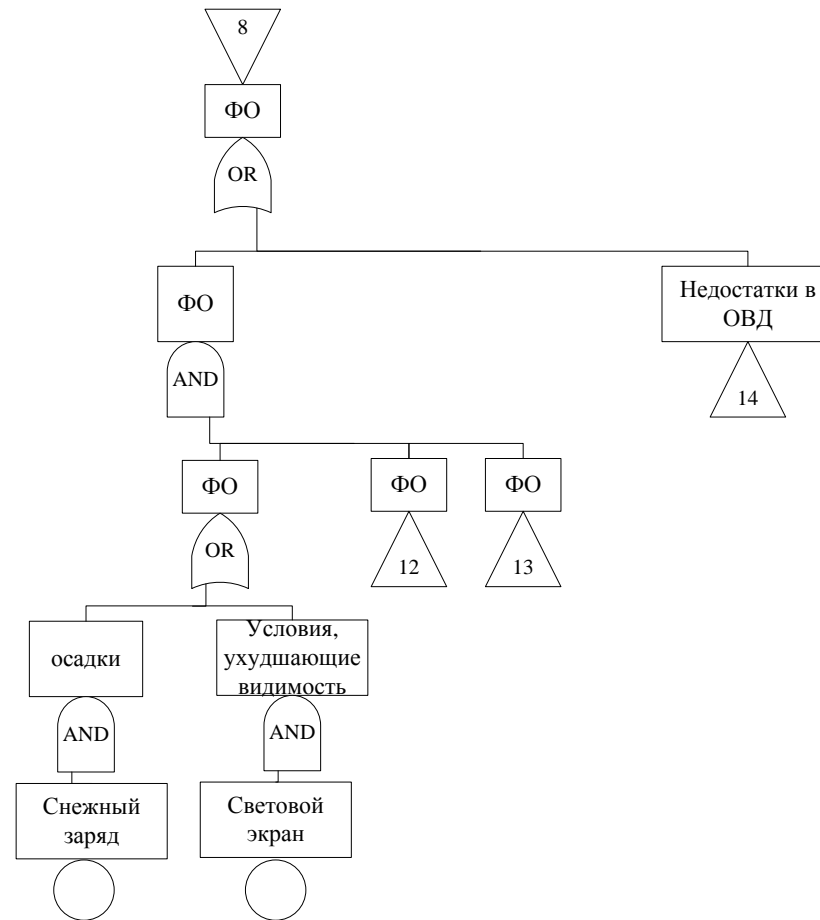 8
ФО
OR
ФО
Недостатки в
ОВД
AND
14
ФО
ФО
ФО
OR
12
13
осадки
Условия,
ухудшающие
видимость
AND
AND
Снежный
заряд
Световой
экран